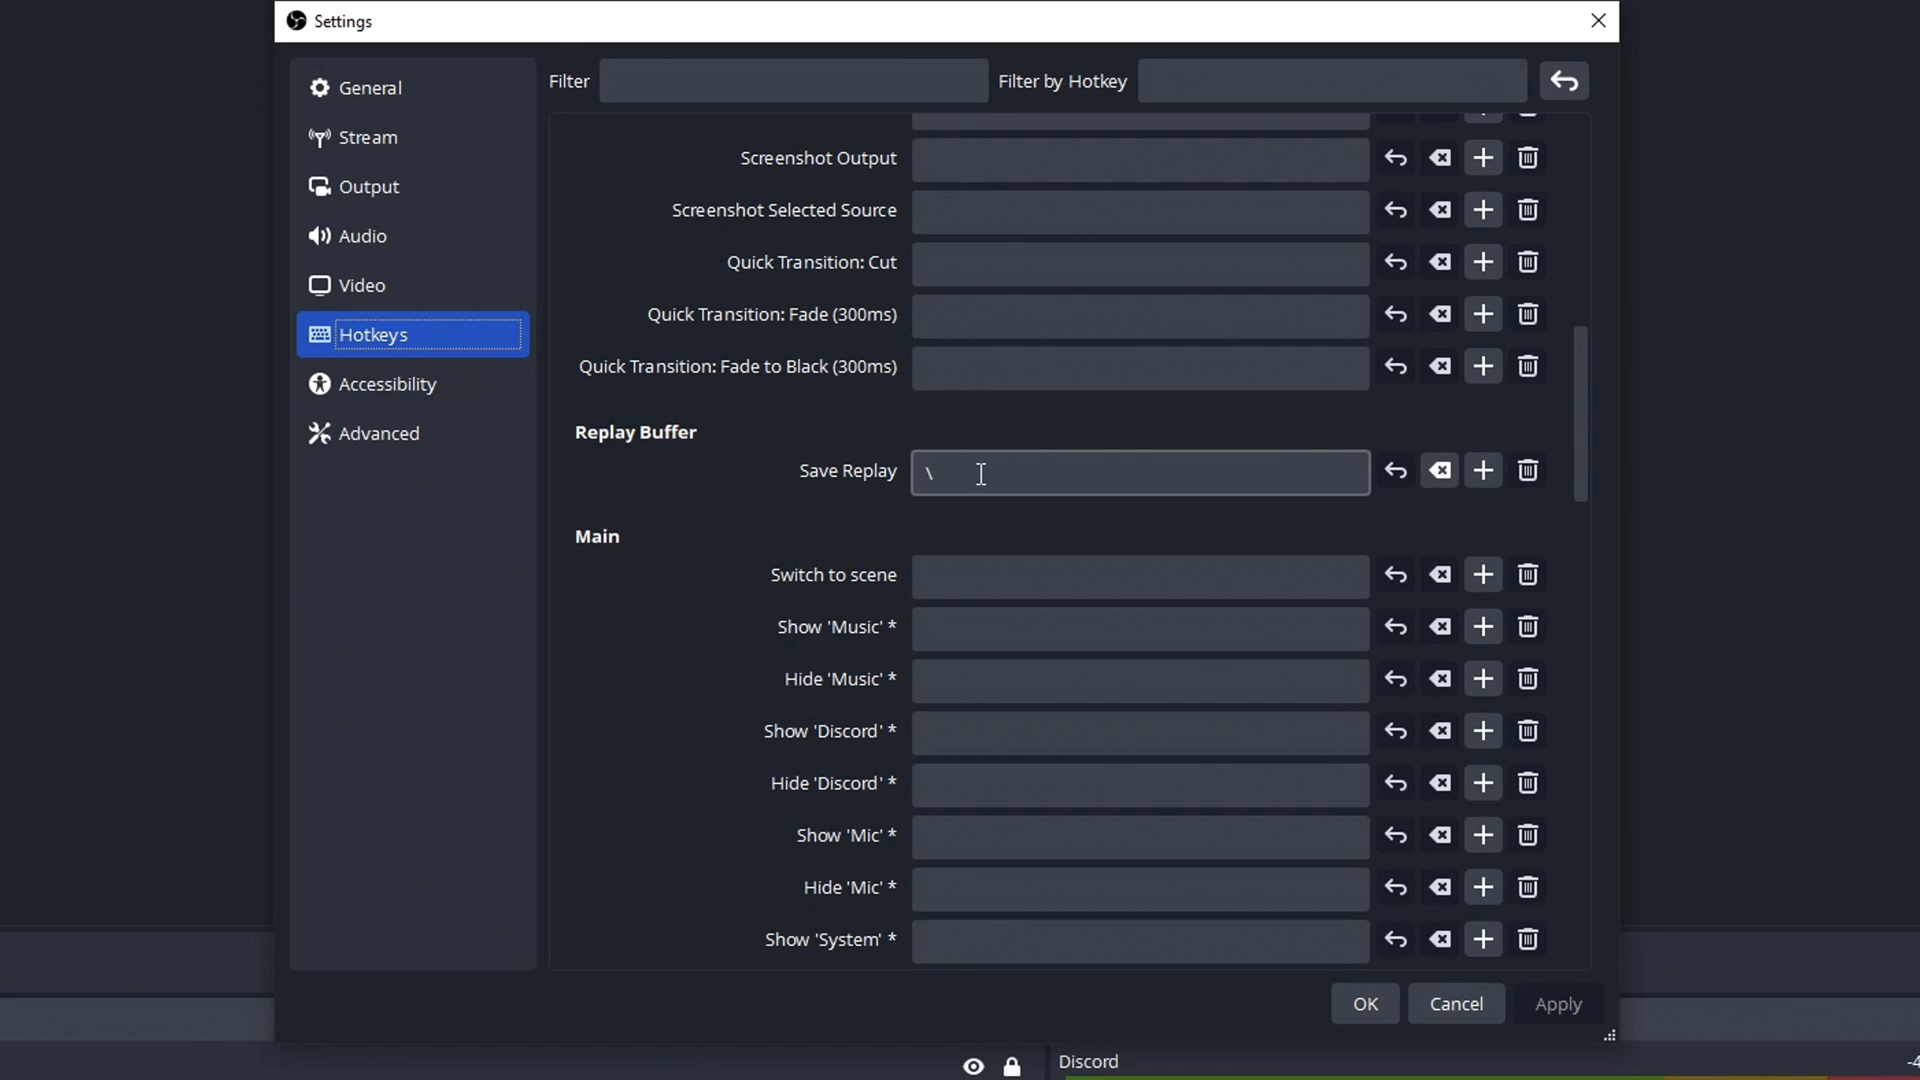 Settings
General
Stream
Output
Audio
Video
Hotkeys
Accessibility
Advanced
Filter
Filter by Hotkey
Screenshot Output
Screenshot Selected Source
Quick Transition: Cut
Quick Transition: Fade (300ms)
Quick Transition: Fade to Black (300ms)
Replay Buffer
Save Replay \
Main
Switch to scene
Show 'Music' *
Hide 'Music' *
Show 'Discord' *
Hide 'Discord' *
Show 'Mic' *
Hide 'Mic' *
Show 'System' *
OK Cancel Apply
Discord -4